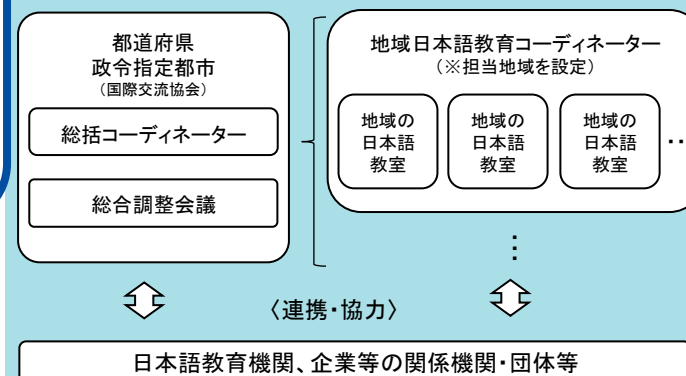 都道府県
政令指定都市
（国際交流協会）
総括コーディネーター
総合調整会議
地域日本語教育コーディネーター
（※担当地域を設定）
地域の
日本語
教室
地域の
日本語
教室
地域の
日本語
教室
‥
⋮
〈連携・協力〉
日本語教育機関、企業等の関係機関・団体等